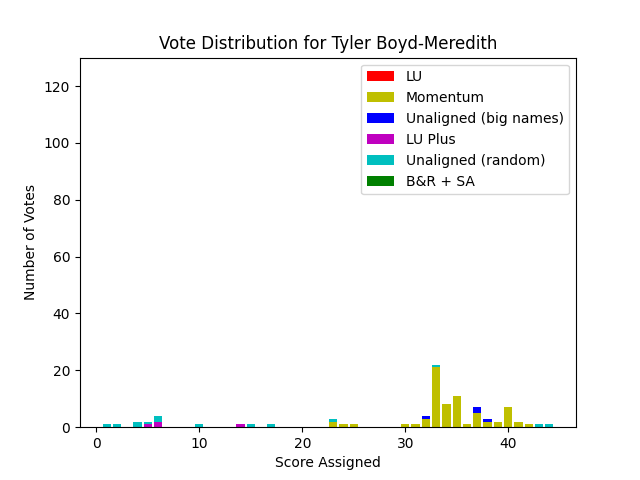 Vote Distribution for Tyler Boyd-Meredith
LU
Momentum
Unaligned (big names)
LU Plus
Unaligned (random)
B&R + SA
Number of Votes
120
100
80
60
40
20
0
0 10 20 30 40
Score Assigned